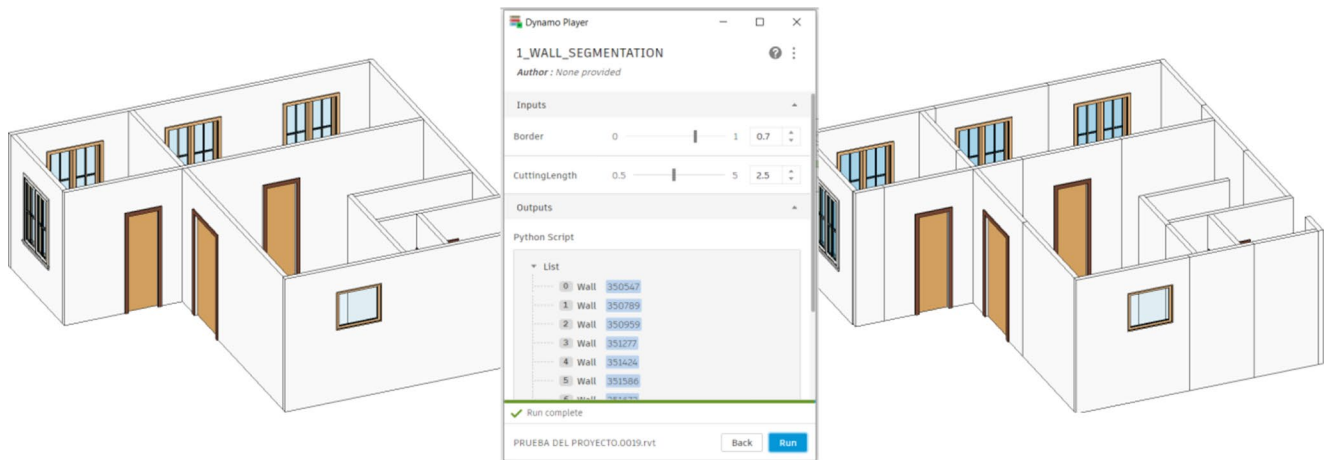 Dynamo Player
1_WALL_SEGMENTATION
Author : None provided
Inputs
Border 0 1 0.7
CuttingLength 0.5 5 2.5
Outputs
Python Script
List
0 Wall 350547
1 Wall 350789
2 Wall 350959
3 Wall 351277
4 Wall 351424
5 Wall 351586
6 Wall
Run complete
PRUEBA DEL PROYECTO.0019.rvt Back Run